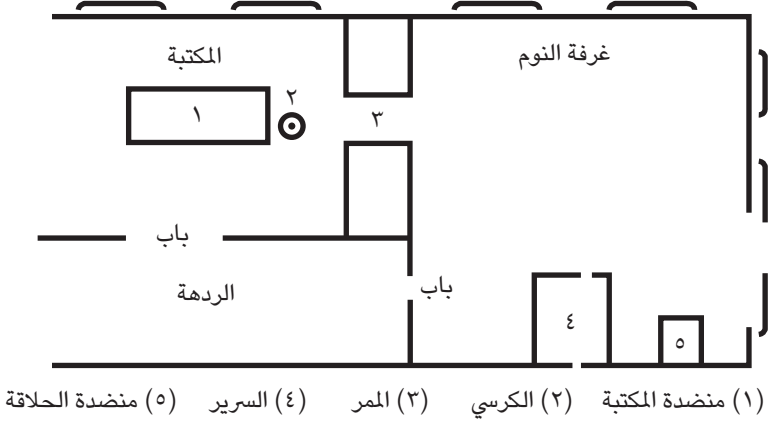 غرفة النوم
المكتبة
٢
١
٣
باب
باب
الردهة
٤
٥
(١) منضدة المكتبة (٢) الكرسي (٣) الممر (٤) السرير (٥) منضدة الحلاقة